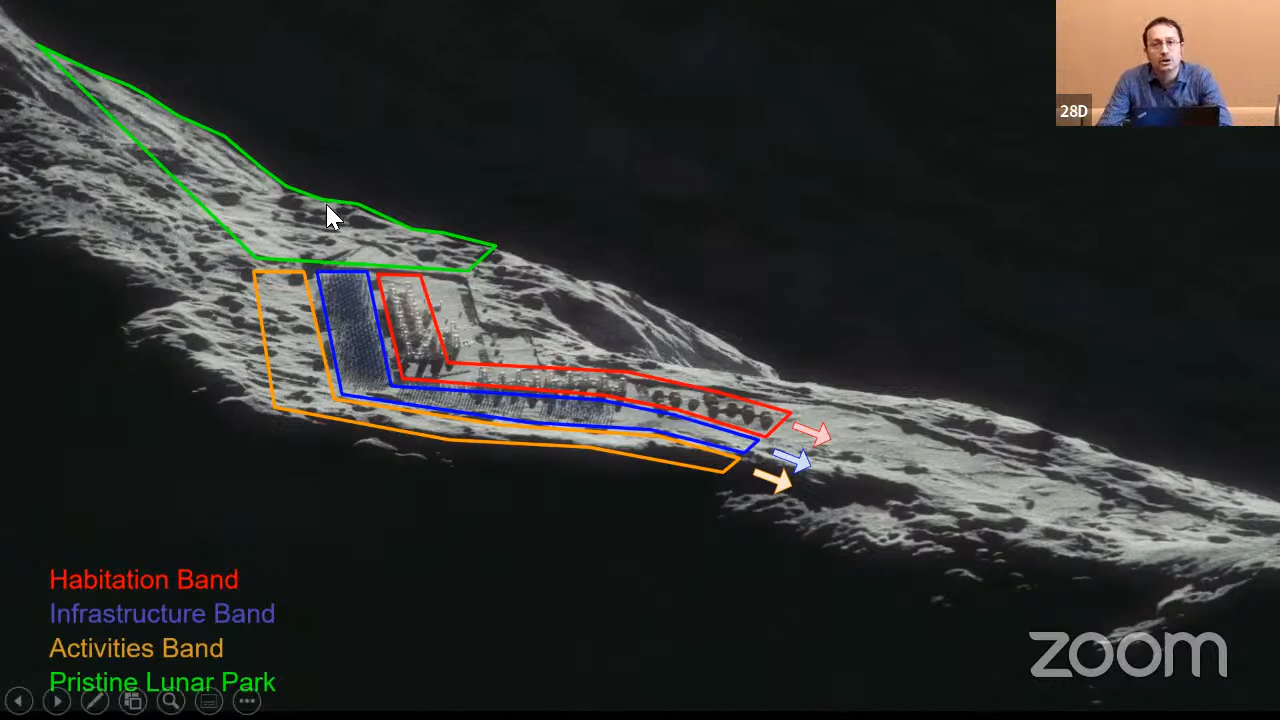 28D
Habitation Band
Infrastructure Band
Activities Band
Pristine Lunar Park
zoom